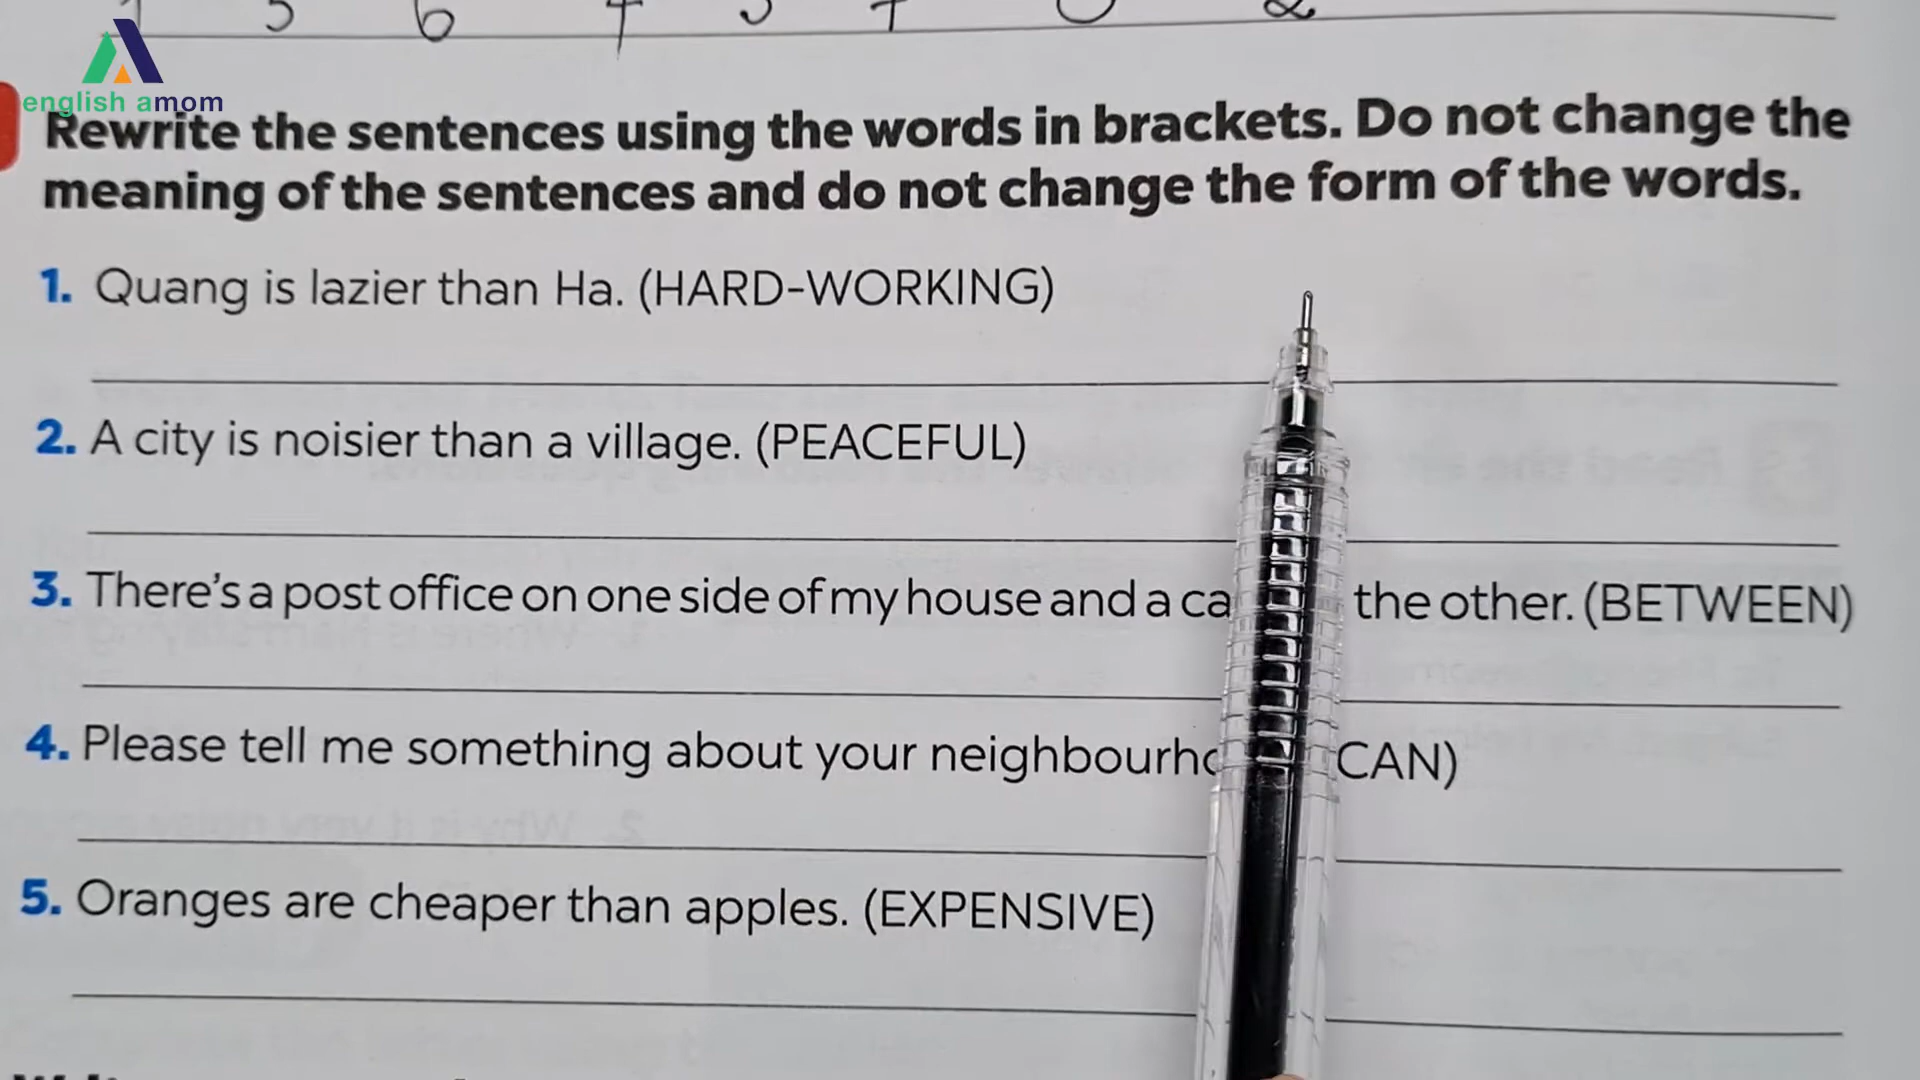 5 6 4
english amom
Rewrite the sentences using the words in brackets. Do not change the
meaning of the sentences and do not change the form of the words.
1. Quang is lazier than Ha. (HARD-WORKING)
2. A city is noisier than a village. (PEACEFUL)
3. There's a post office on one side of my house and a the other. (BETWEEN)
4. Please tell me something about your CAN)
5. Oranges are cheaper than apples. (EXPENSIVE)